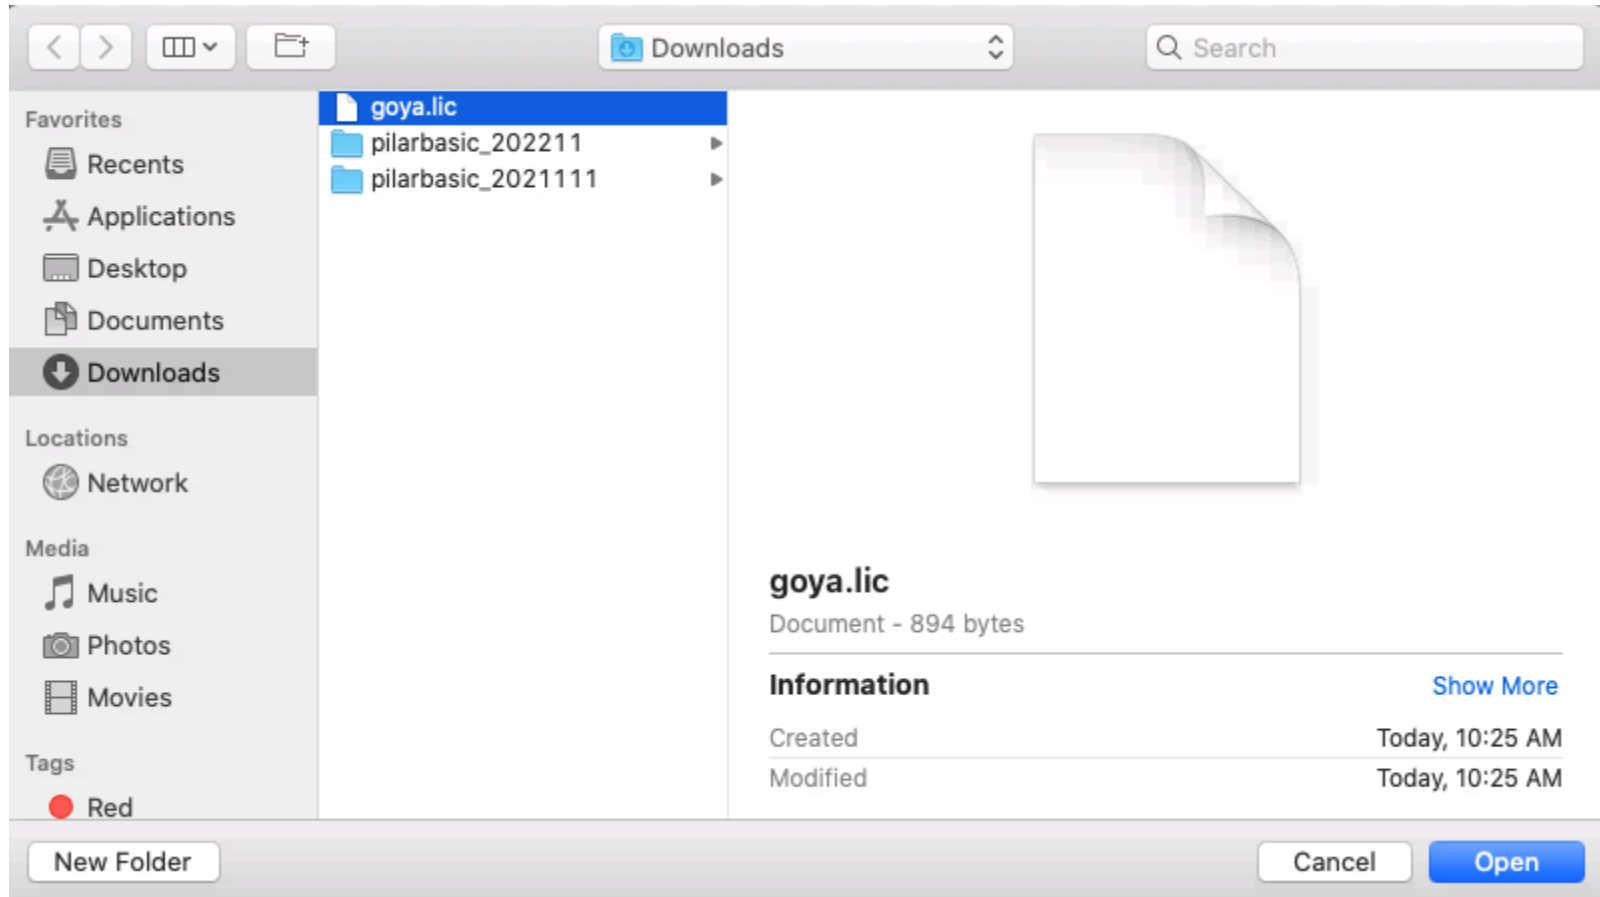 Downloads
Search
Favorites
Recents
Applications
Desktop
Documents
Downloads
Locations
Network
Media
Music
Photos
Movies
Tags
Red
goya.lic
pilarbasic_202211
pilarbasic_2021111
goya.lic
Document - 894 bytes
Information Show More
Created Today, 10:25 AM
Modified Today, 10:25 AM
New Folder Cancel Open